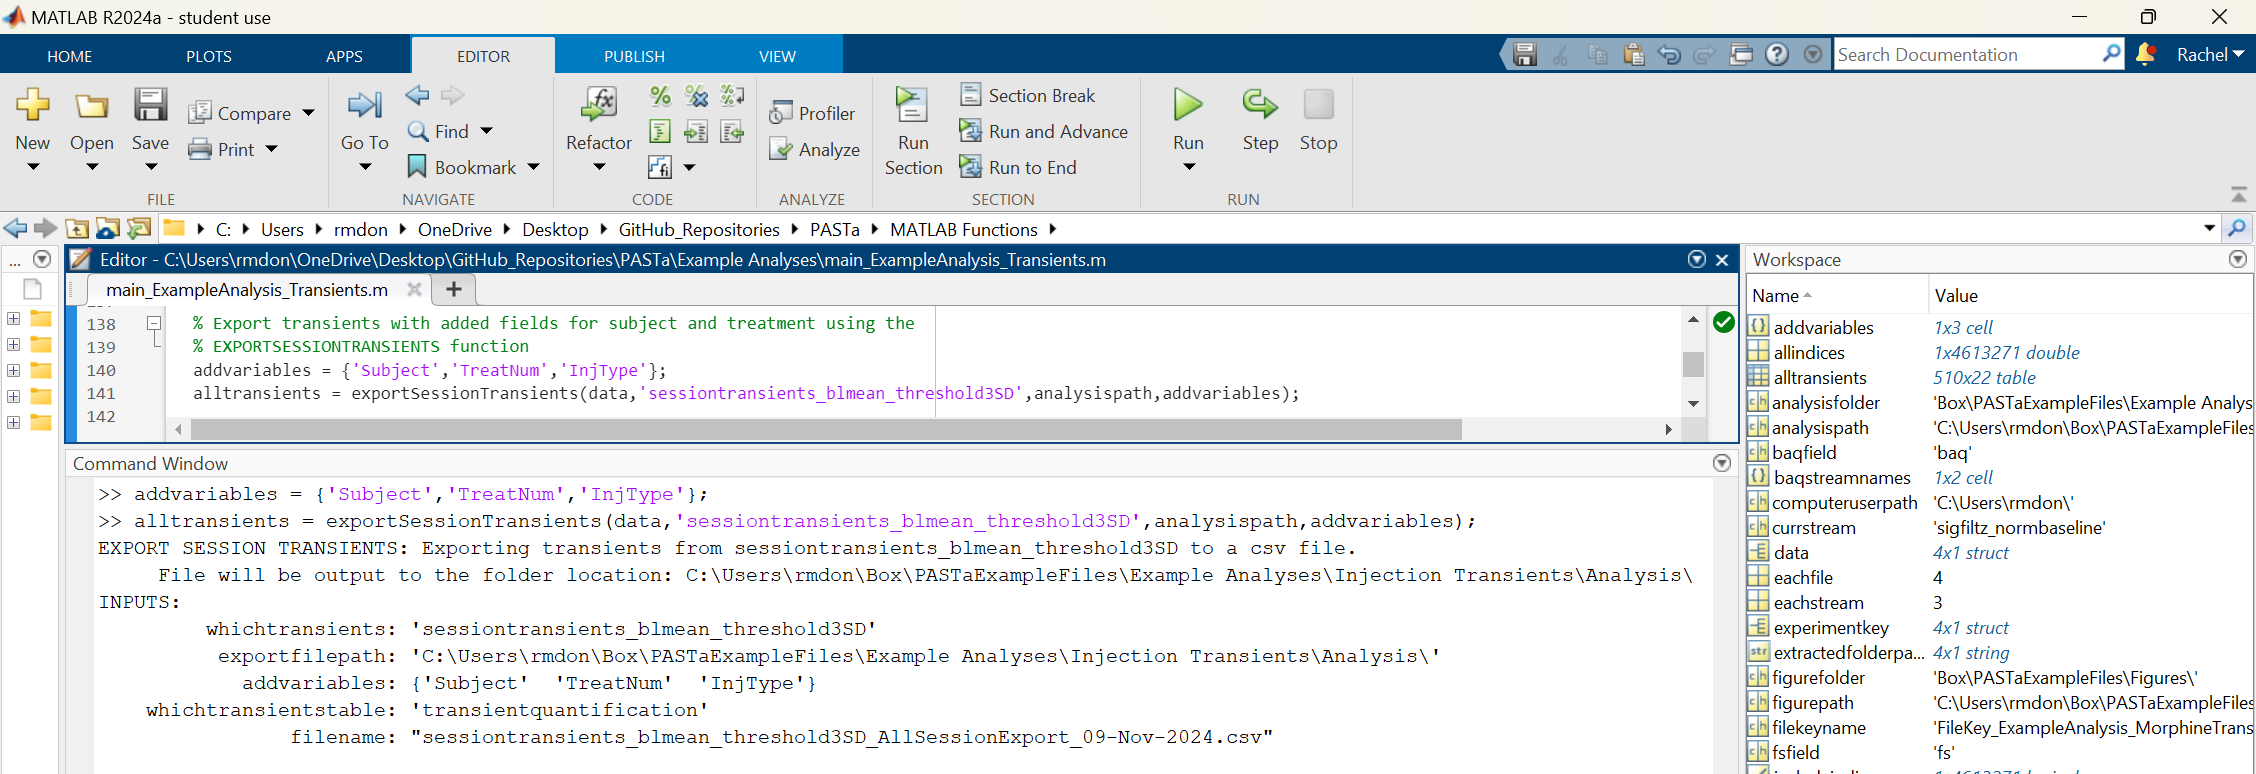 MATLAB R2024a - student use
HOME PLOTS APPS EDITOR PUBLISH VIEW Search Documentation Rachel
New Open Save Compare Print Go To Find Bookmark Refactor Profiler Analyze Run Section Section Break Run and Advance Run to End Run Step Stop
FILE NAVIGATE CODE ANALYZE SECTION RUN
C: Users rmdon OneDrive Desktop GitHub_Repositories PASTa MATLAB Functions
Editor - C:\Users\rmdon\OneDrive\Desktop\GitHub_Repositories\PASTa\Example Analyses\main_ExampleAnalysis_Transients.m
main_ExampleAnalysis_Transients.m
138 % Export transients with added fields for subject and treatment using the
139 % EXPORTSESSIONTRANSIENTS function
140 addvariables = {'Subject','TreatNum','InjType'};
141 alltransients = exportSessionTransients(data,'sessiontransients_blmean_threshold3SD',analysispath,addvariables);
142
Command Window
>> addvariables = {'Subject','TreatNum','InjType'};
>> alltransients = exportSessionTransients(data,'sessiontransients_blmean_threshold3SD',analysispath,addvariables);
EXPORT SESSION TRANSIENTS: Exporting transients from sessiontransients_blmean_threshold3SD to a csv file.
File will be output to the folder location: C:\Users\rmdon\Box\PASTaExampleFiles\Example Analyses\Injection Transients\Analysis\
INPUTS:
whichtransients: 'sessiontransients_blmean_threshold3SD'
exportfilepath: 'C:\Users\rmdon\Box\PASTaExampleFiles\Example Analyses\Injection Transients\Analysis\'
addvariables: {'Subject' 'TreatNum' 'InjType'}
whichtransientstable: 'transientquantification'
filename: "sessiontransients_blmean_threshold3SD_AllSessionExport_09-Nov-2024.csv"
Workspace
Name Value
addvariables 1x3 cell
allindices 1x4613271 double
alltransients 510x22 table
analysisfolder 'Box\PASTaExampleFiles\Example Analys
analysispath 'C:\Users\rmdon\Box\PASTaExampleFiles
baqfield 'baq'
baqstreamnames 1x2 cell
computeruserpath 'C:\Users\rmdon\'
currstream 'sigfiltz_normbaseline'
data 4x1 struct
eachfile 4
eachstream 3
experimentkey 4x1 struct
extractedfolderpa... 4x1 string
figurefolder 'Box\PASTaExampleFiles\Figures\'
figurepath 'C:\Users\rmdon\Box\PASTaExampleFiles
filekeyname 'FileKey_ExampleAnalysis_MorphineTrans
fsfield 'fs'